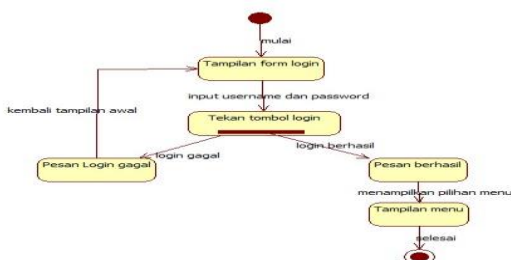 mulai
Tampilan form login
input username dan password
kembali tampilan awal
Tekan tombol login
login gagal
login berhasil
Pesan Login gagal
Pesan berhasil
menampilkan pilihan menu
Tampilan menu
selesai